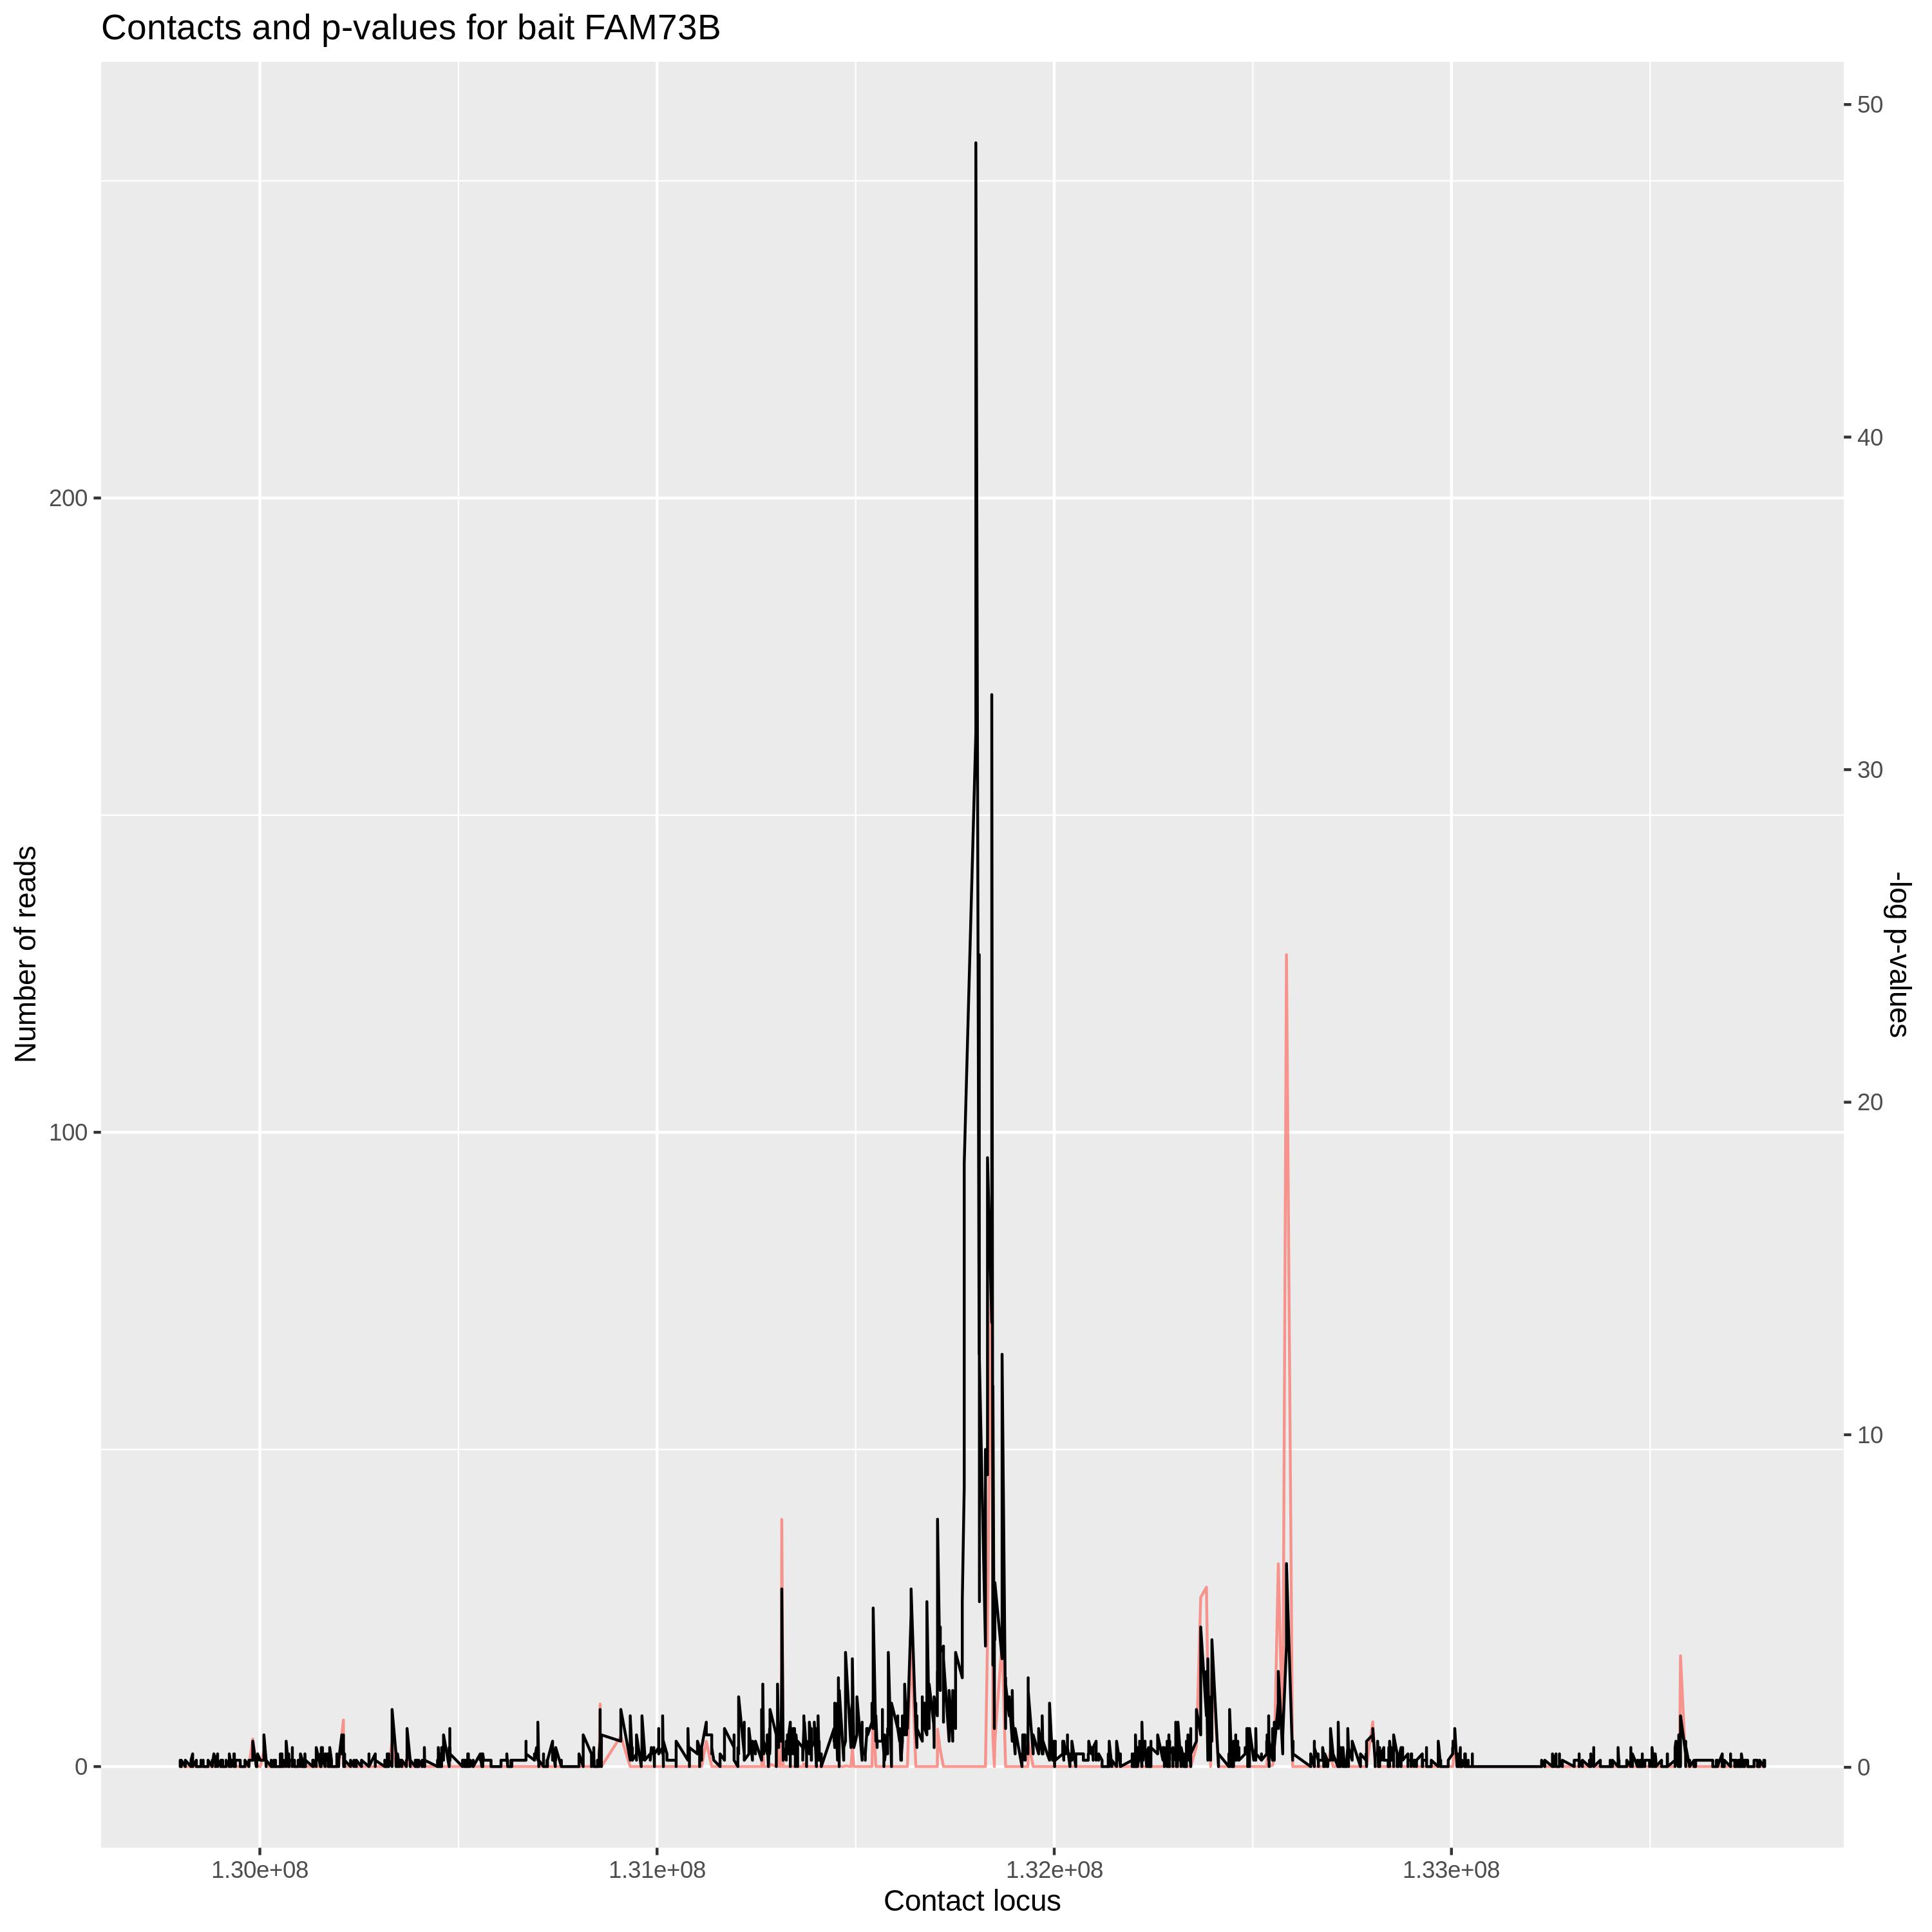 Contacts and p-values for bait FAM73B
Number of reads
200
100
0
50
40
30
20
10
0
-log p-values
1.30e+08 1.31e+08 1.32e+08 1.33e+08
Contact locus